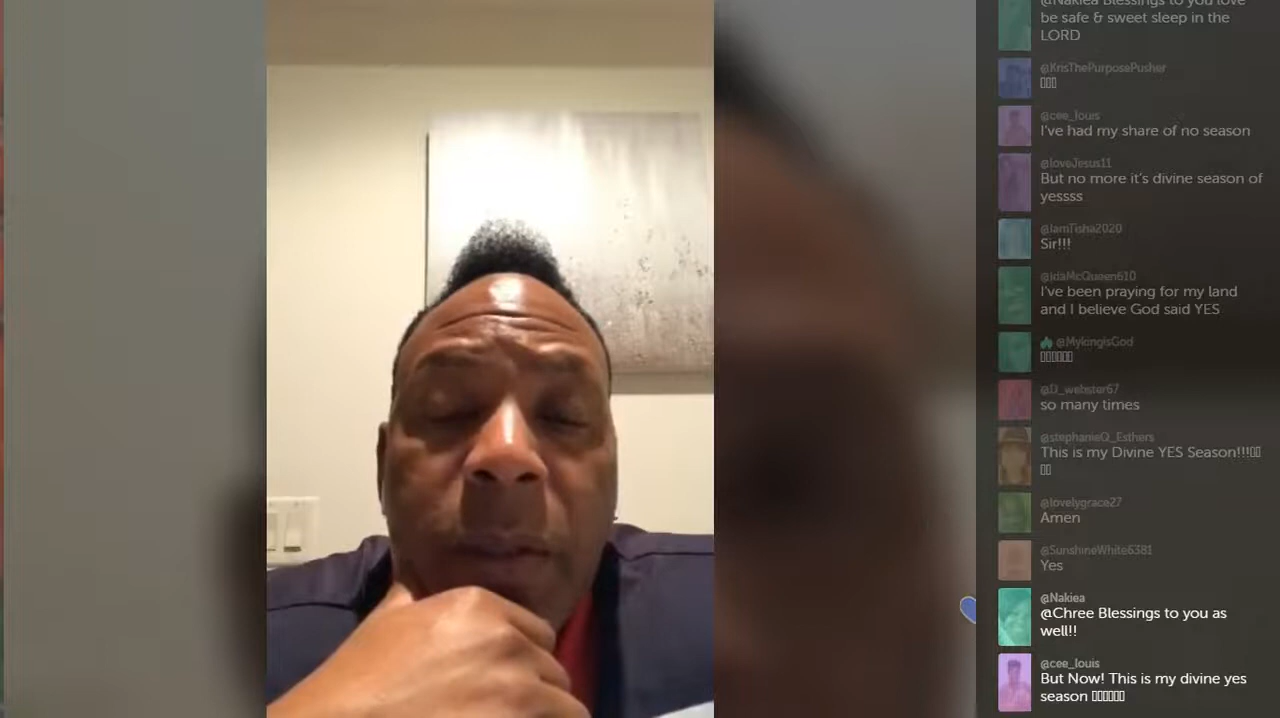 @Nakiea Blessings to you love
be safe & sweet sleep in the
LORD
@KrisThePurposePusher
@cee_louis
I've had my share of no season
@loveJesus11
But no more it's divine season of
yessss
@IamTisha2020
Sir!!!
@idaMcQueen610
I've been praying for my land
and I believe God said YES
@MykingisGod
@D_webster67
so many times
@stephanieQ_Esthers
This is my Divine YES Season!!!
@lovelygrace27
Amen
@SunshineWhite6381
Yes
@Nakiea
@Chree Blessings to you as
well!!
@cee_louis
But Now! This is my divine yes
season